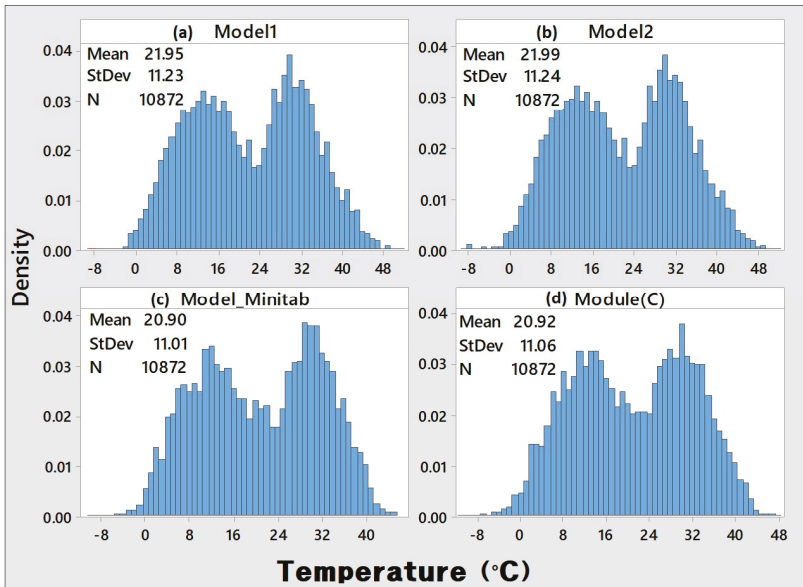 (a) Model1
Mean 21.95
StDev 11.23
N 10872
0.04
0.03
0.02
0.01
0.00
-8 0 8 16 24 32 40 48
(b) Model2
Mean 21.99
StDev 11.24
N 10872
0.04
0.03
0.02
0.01
0.00
-8 0 8 16 24 32 40 48
Density
(c) Model_Minitab
Mean 20.90
StDev 11.01
N 10872
0.04
0.03
0.02
0.01
0.00
-8 0 8 16 24 32 40
(d) Module(C)
Mean 20.92
StDev 11.06
N 10872
0.04
0.03
0.02
0.01
0.00
-8 0 8 16 24 32 40 48
Temperature (°C)